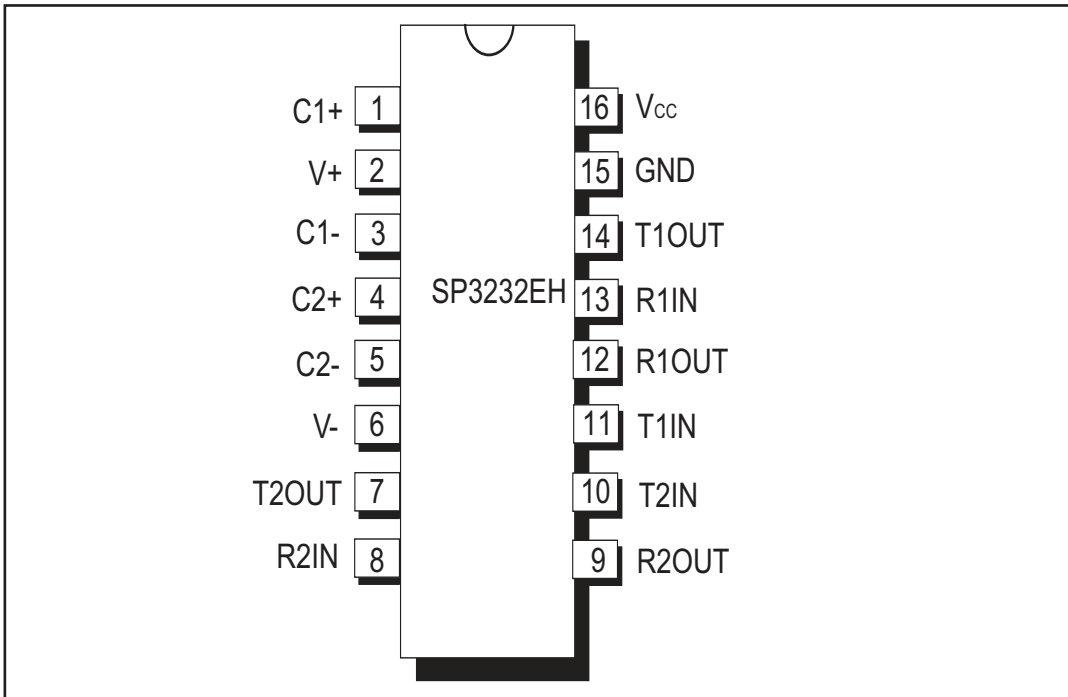 C1+ 1 16 Vcc
V+ 2 15 GND
C1- 3 14 T1OUT
C2+ 4 SP3232EH 13 R1IN
C2- 5 12 R1OUT
V- 6 11 T1IN
T2OUT 7 10 T2IN
R2IN 8 9 R2OUT